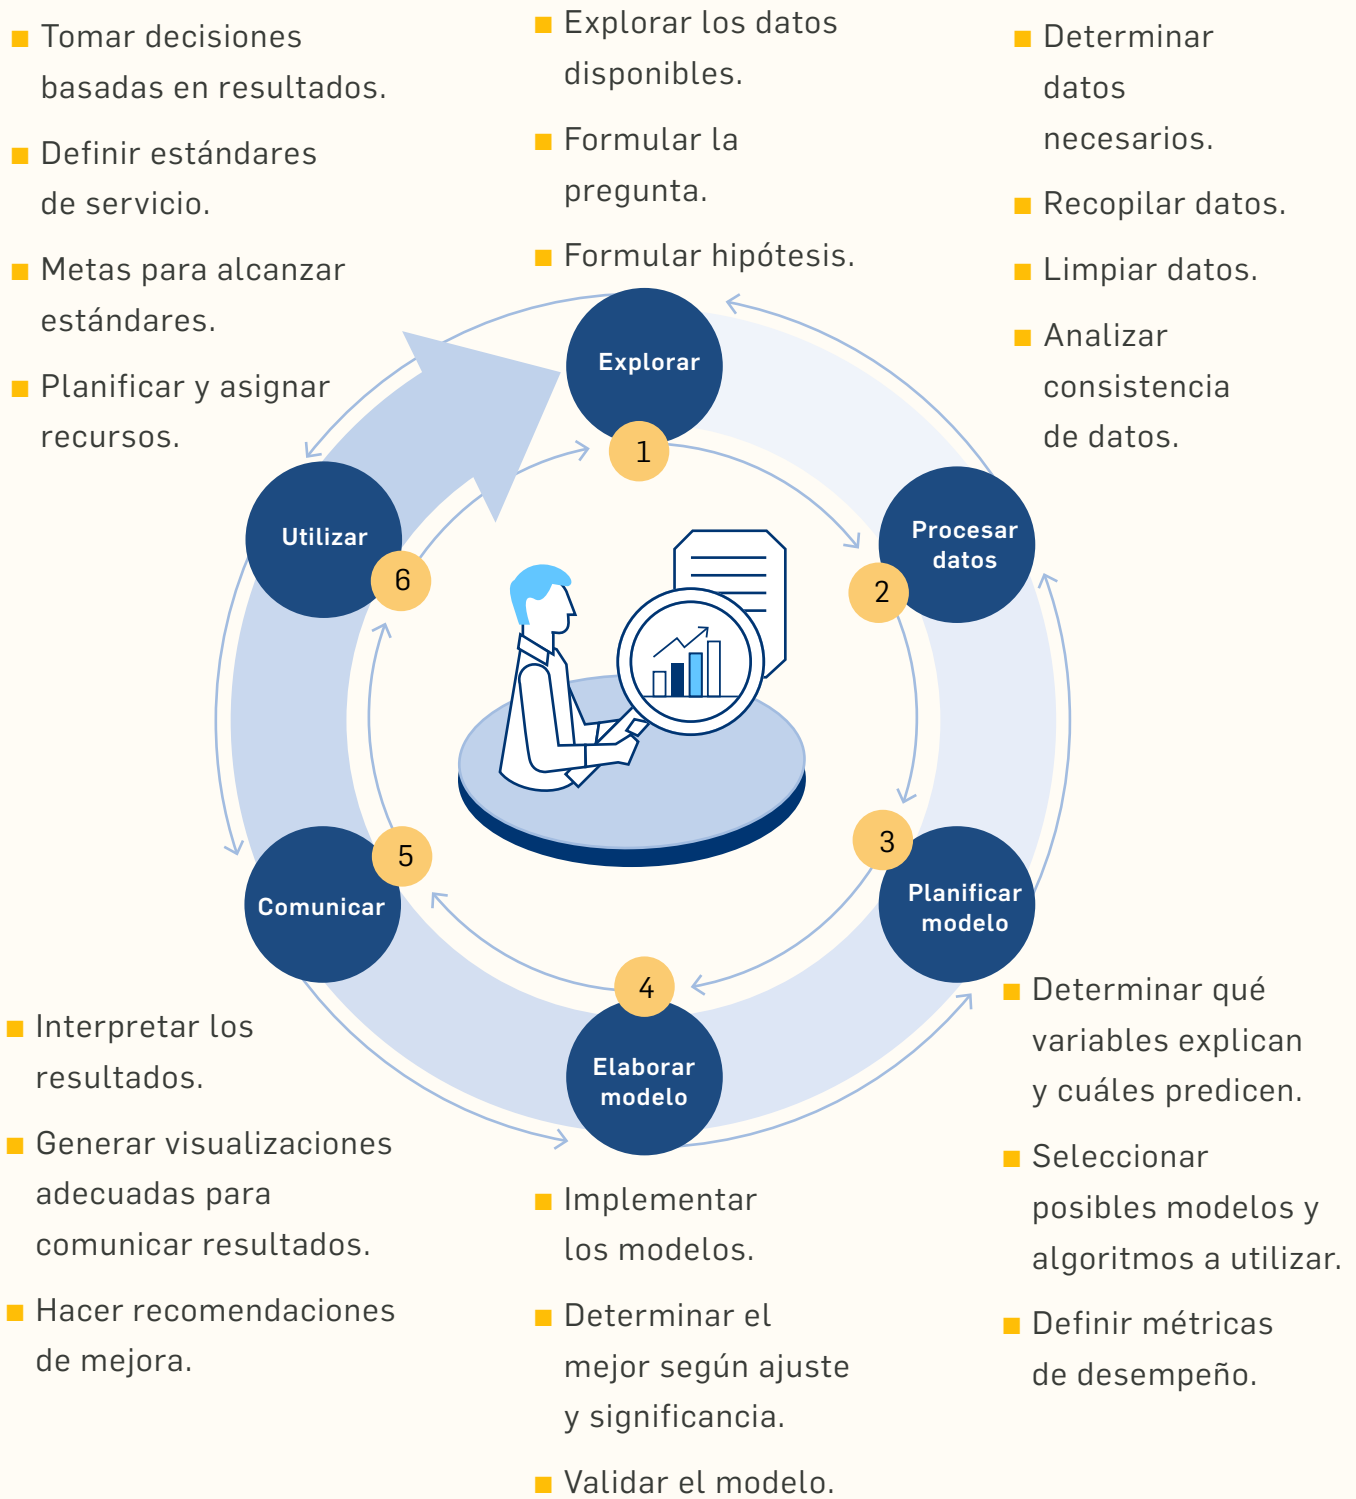 Tomar decisiones
basadas en resultados.
Definir estándares
de servicio.
Metas para alcanzar
estándares.
Planificar y asignar
recursos.
Explorar los datos
disponibles.
Formular la
pregunta.
Formular hipótesis.
Determinar
datos
necesarios.
Recopilar datos.
Limpiar datos.
Analizar
consistencia
de datos.
Explorar
1
Procesar
datos
2
Planificar
modelo
3
Elaborar
modelo
4
Comunicar
5
Utilizar
6
Interpretar los
resultados.
Generar visualizaciones
adecuadas para
comunicar resultados.
Hacer recomendaciones
de mejora.
Implementar
los modelos.
Determinar el
mejor según ajuste
y significancia.
Validar el modelo.
Determinar qué
variables explican
y cuáles predicen.
Seleccionar
posibles modelos y
algoritmos a utilizar.
Definir métricas
de desempeño.